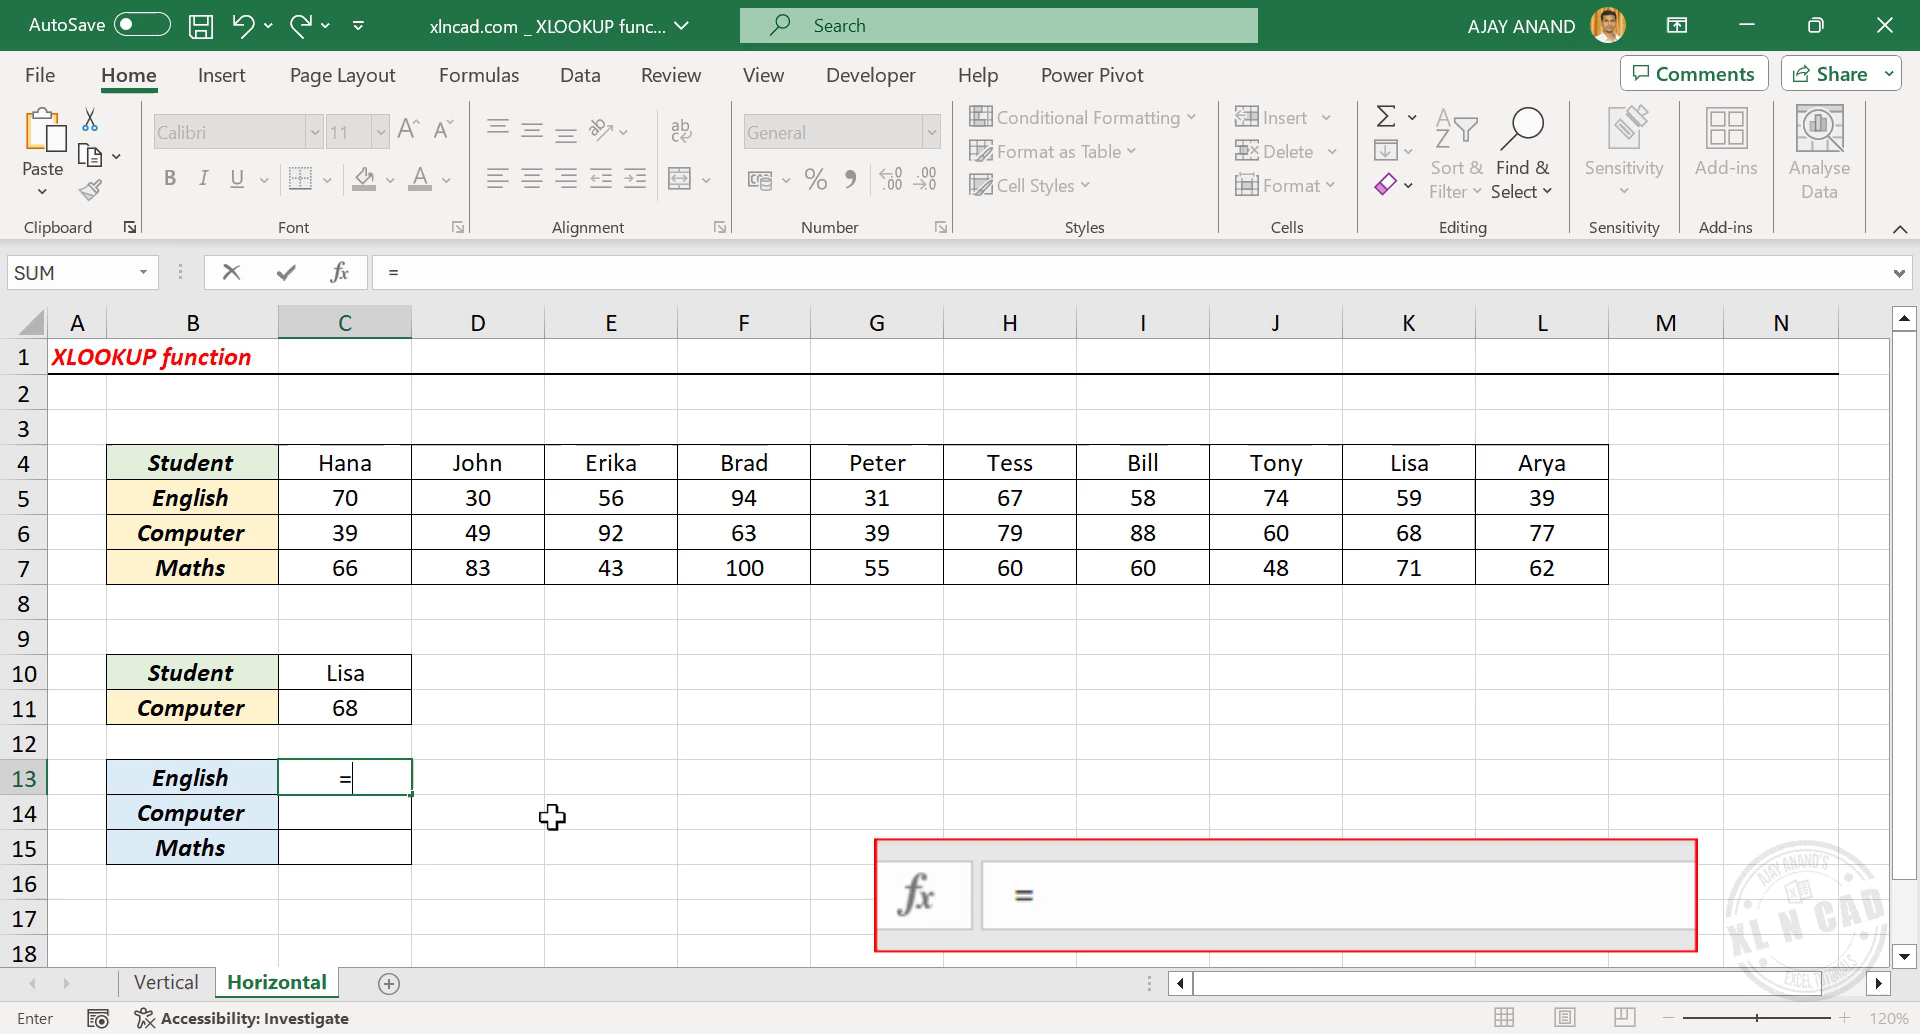 AutoSave xlncad.com _ XLOOKUP func... Search AJAY ANAND
File Home Insert Page Layout Formulas Data Review View Developer Help Power Pivot Comments Share
Paste Calibri 11 ab General Conditional Formatting Format as Table Cell Styles Insert Delete Format Sort & Filter Find & Select Sensitivity Add-ins Analyse Data
Clipboard Font Alignment Number Styles Cells Editing Sensitivity Add-ins
SUM fx =
A B C D E F G H I J K L M N
1 XLOOKUP function
2
3
4 Student Hana John Erika Brad Peter Tess Bill Tony Lisa Arya
5 English 70 30 56 94 31 67 58 74 59 39
6 Computer 39 49 92 63 39 79 88 60 68 77
7 Maths 66 83 43 100 55 60 60 48 71 62
8
9
10 Student Lisa
11 Computer 68
12
13 English =
14 Computer
15 Maths
16
17
18
fx =
AJAY ANAND'S
XL N CAD
Vertical Horizontal
Enter Accessibility: Investigate 120%